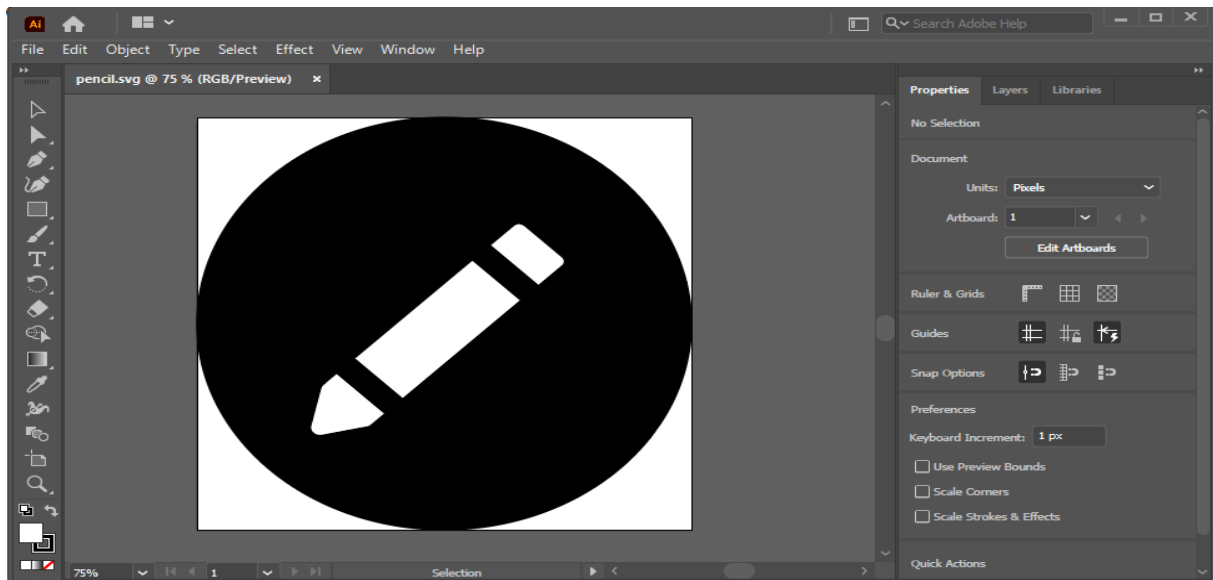 Ai
Search Adobe Help
File Edit Object Type Select Effect View Window Help
pencil.svg @ 75 % (RGB/Preview) ×
Properties Layers Libraries
No Selection
Document
Units: Pixels
Artboard: 1
Edit Artboards
Ruler & Grids
Guides
Snap Options
Preferences
Keyboard Increment: 1 px
Use Preview Bounds
Scale Corners
Scale Strokes & Effects
Quick Actions
75% 1 Selection